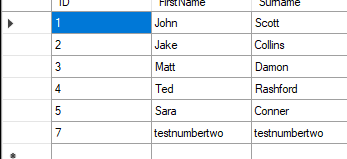 ID FirstName Surname
1 John Scott
2 Jake Collins
3 Matt Damon
4 Ted Rashford
5 Sara Conner
7 testnumbertwo testnumbertwo